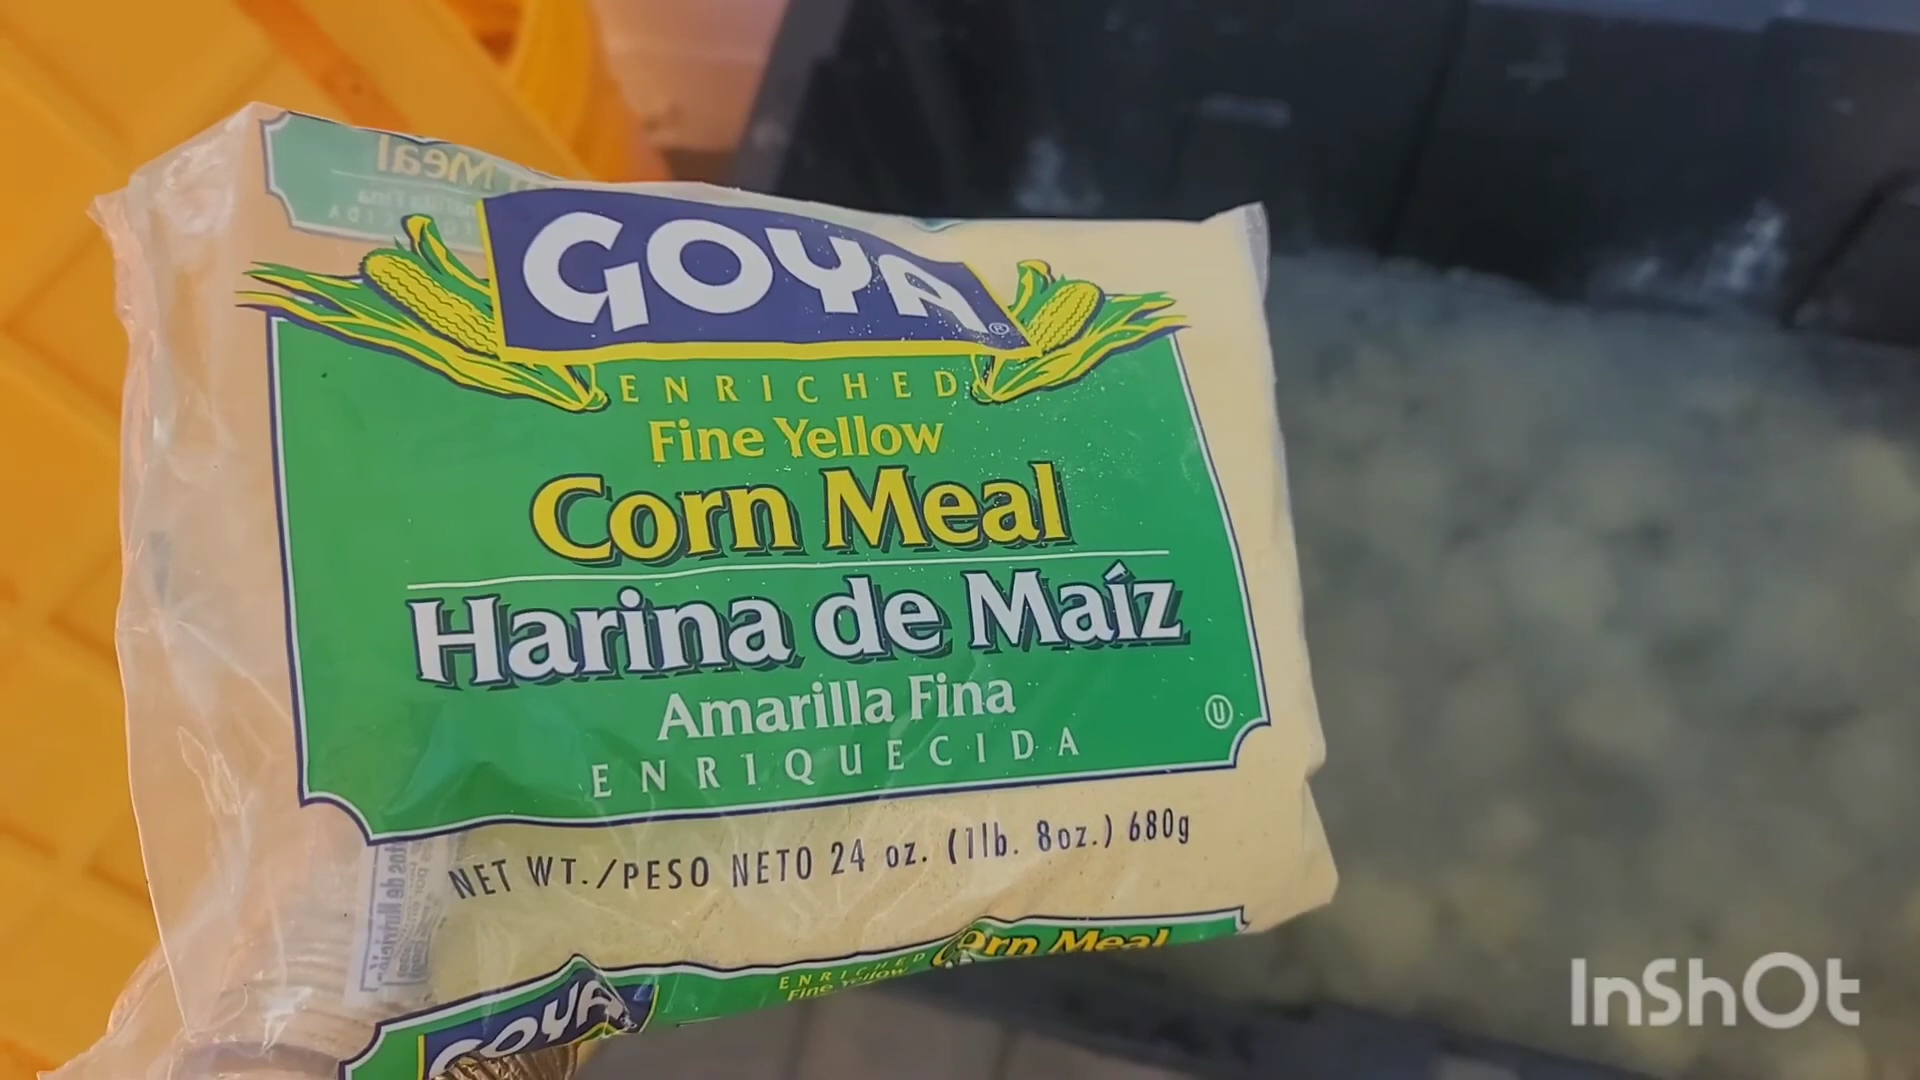 Meal
GOYA®
ENRICHED
Fine Yellow
Corn Meal
Harina de Maíz
Amarilla Fina
ENRIQUECIDA
U
NET WT./PESO NETO 24 oz. (1lb. 8oz.) 680g
GOYA
ENRICHED
Fine Yellow
Corn Meal
InShOt